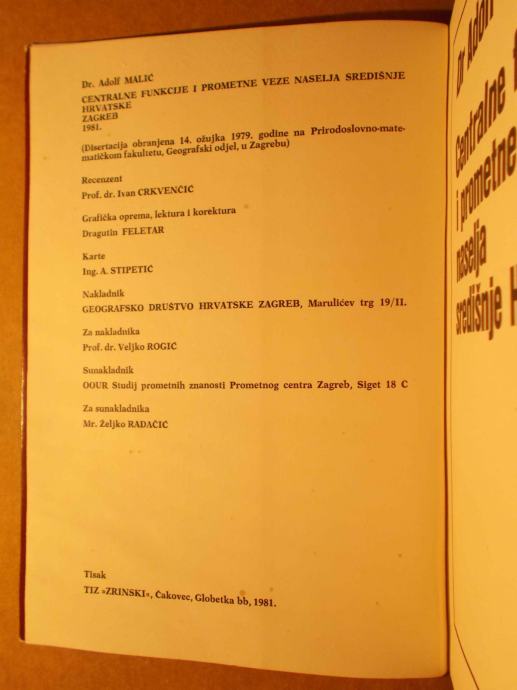 Dr. Adolf MALIĆ
CENTRALNE FUNKCIJE I PROMETNE VEZE NASELJA SREDIŠNJE
HRVATSKE
ZAGREB
1981.
(Disertacija obranjena 14. ožujka 1979. godine na Prirodoslovno-mate-
matičkom fakultetu, Geografski odjel, u Zagrebu)
Recenzent
Prof. dr. Ivan CRKVENČIĆ
Grafička oprema, lektura i korektura
Dragutin FELETAR
Karte
Ing. A. STIPETIĆ
Nakladnik
GEOGRAFSKO DRUŠTVO HRVATSKE ZAGREB, Marulićev trg 19/II.
Za nakladnika
Prof. dr. Veljko ROGIĆ
Sunakladnik
OOUR Studij prometnih znanosti Prometnog centra Zagreb, Siget 18 C
Za sunakladnika
Mr. Željko RADAČIĆ
Tisak
TIZ »ZRINSKI«, Čakovec, Globetka bb, 1981.
Dr Adolf
Centralne f
i prometne
naselja
središnje H